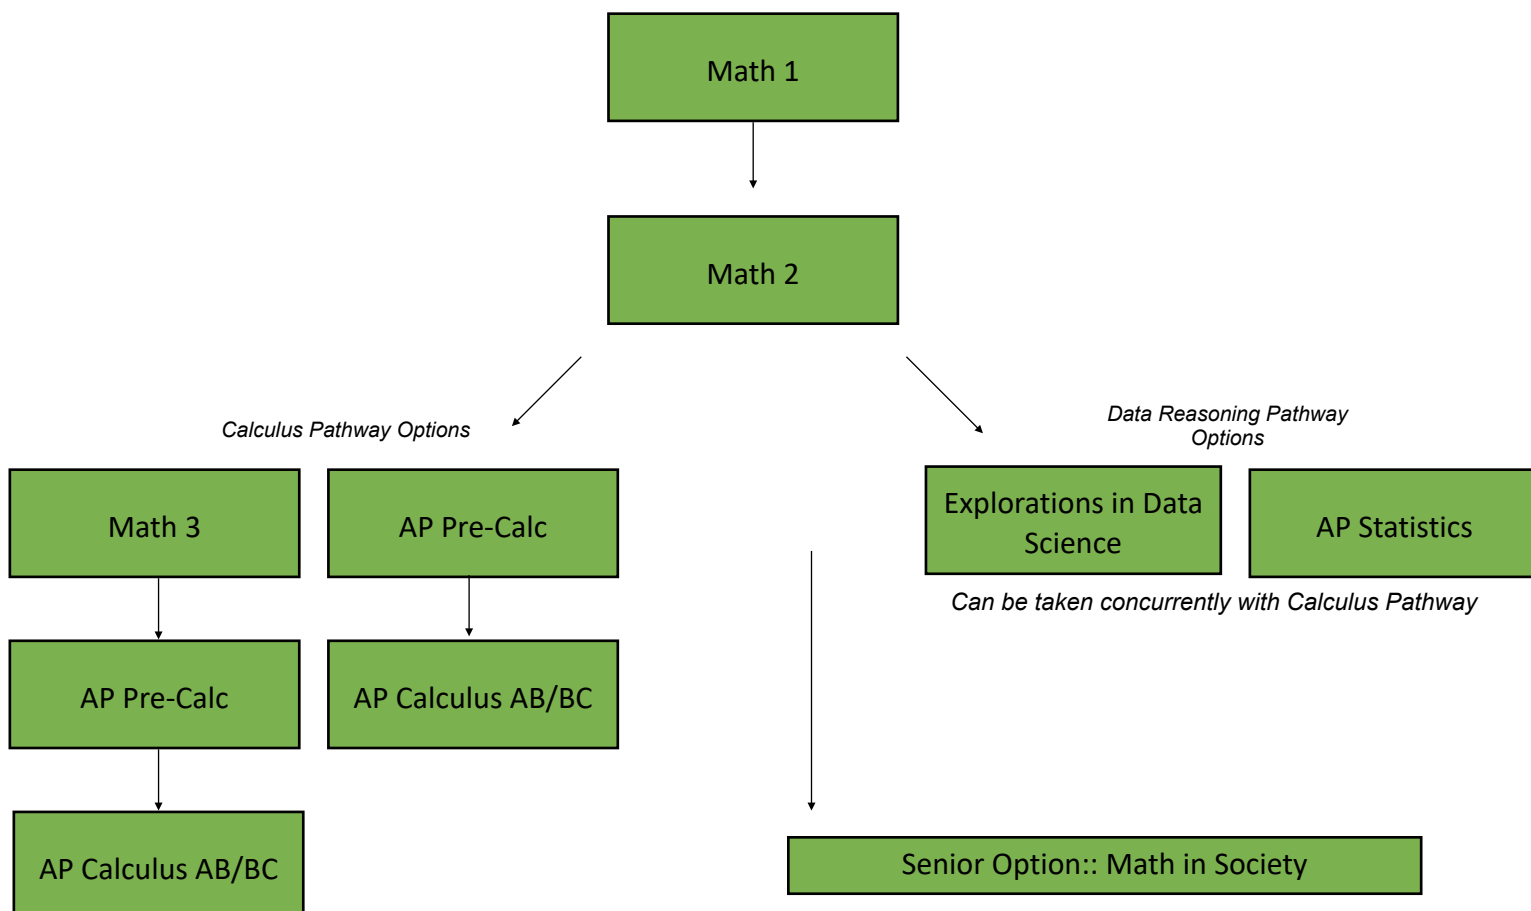 Math 1
Math 2
Calculus Pathway Options
Data Reasoning Pathway
Options
Math 3
AP Pre-Calc
Explorations in Data
Science
AP Statistics
Can be taken concurrently with Calculus Pathway
AP Pre-Calc
AP Calculus AB/BC
AP Calculus AB/BC
Senior Option:: Math in Society